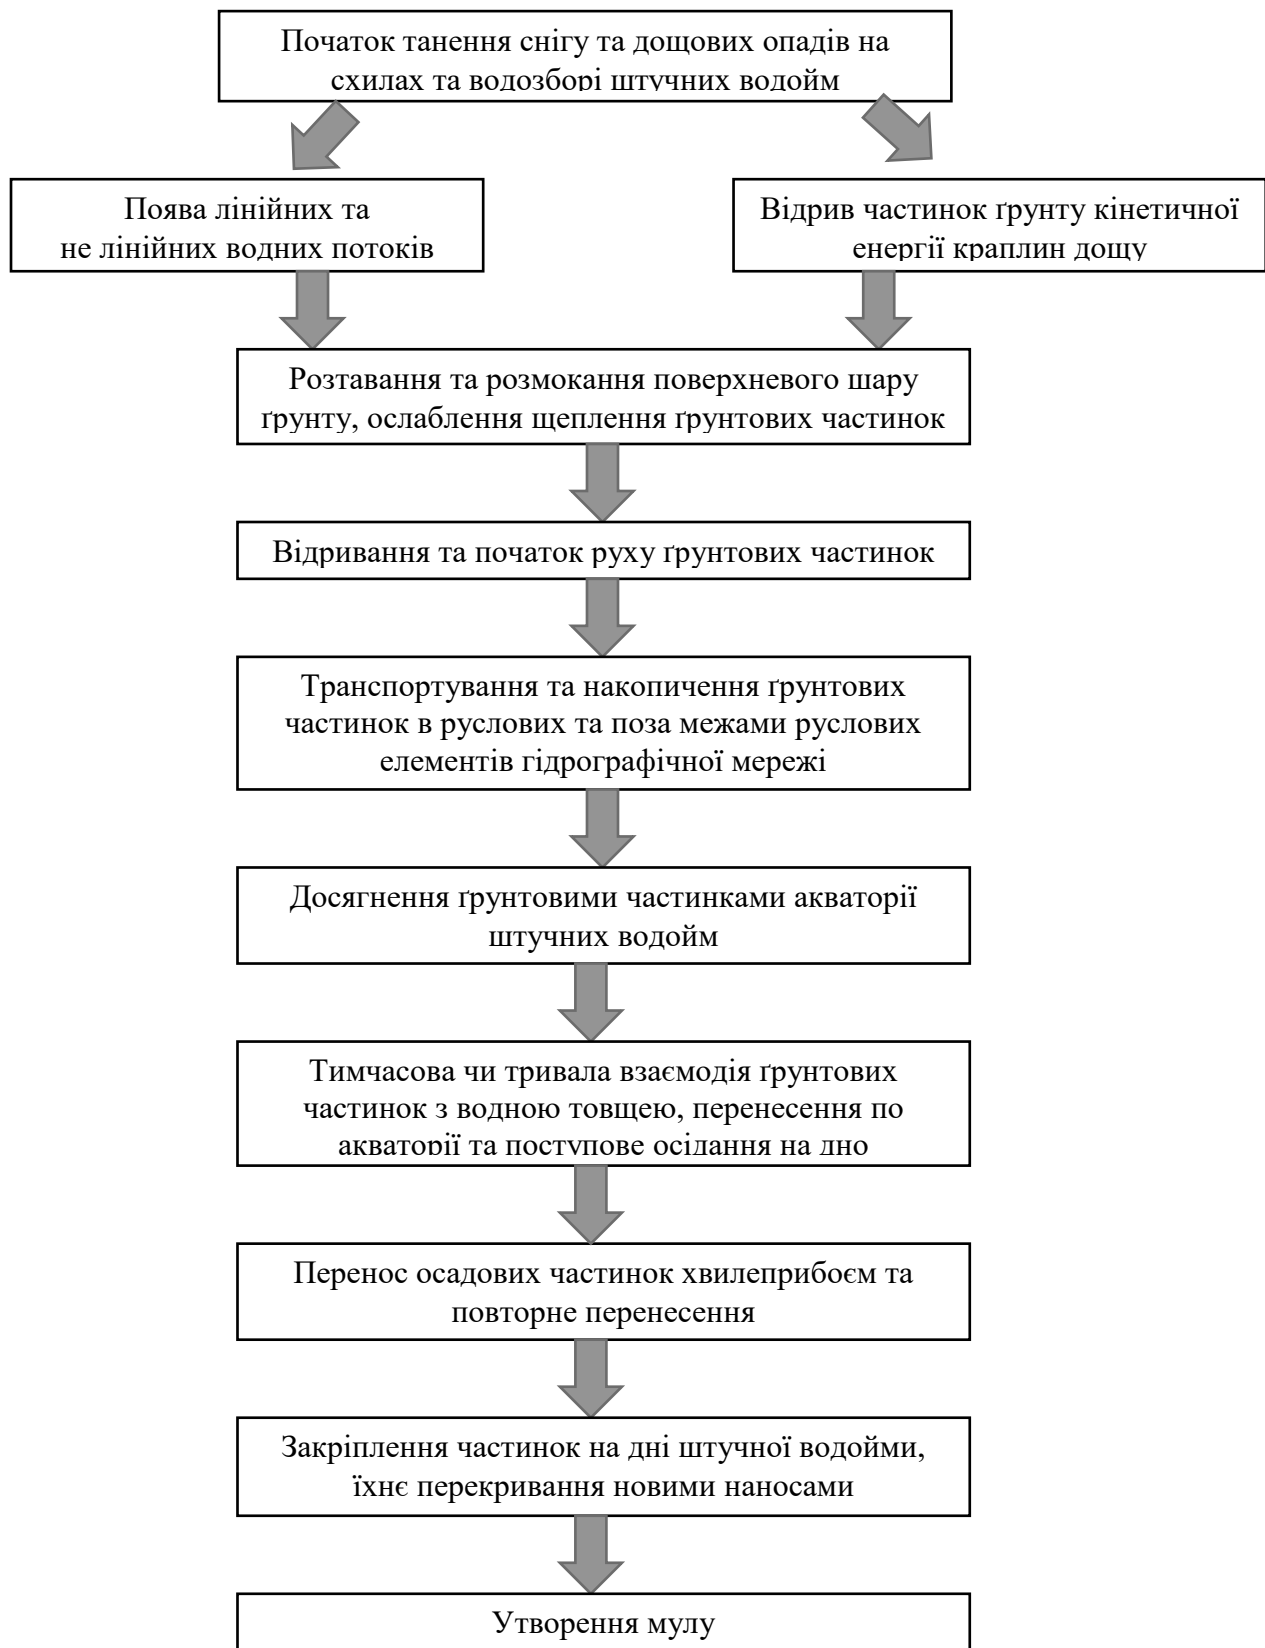 Початок танення снігу та дощових опадів на
схилах та водозборі штучних водойм
Поява лінійних та
не лінійних водних потоків
Відрив частинок ґрунту кінетичної
енергії краплин дощу
Розтавання та розмокання поверхневого шару
ґрунту, ослаблення щеплення ґрунтових частинок
Відривання та початок руху ґрунтових частинок
Транспортування та накопичення ґрунтових
частинок в руслових та поза межами руслових
елементів гідрографічної мережі
Досягнення ґрунтовими частинками акваторії
штучних водойм
Тимчасова чи тривала взаємодія ґрунтових
частинок з водною товщею, перенесення по
акваторії та поступове осідання на дно
Перенос осадових частинок хвилеприбоєм та
повторне перенесення
Закріплення частинок на дні штучної водойми,
їхнє перекривання новими наносами
Утворення мулу